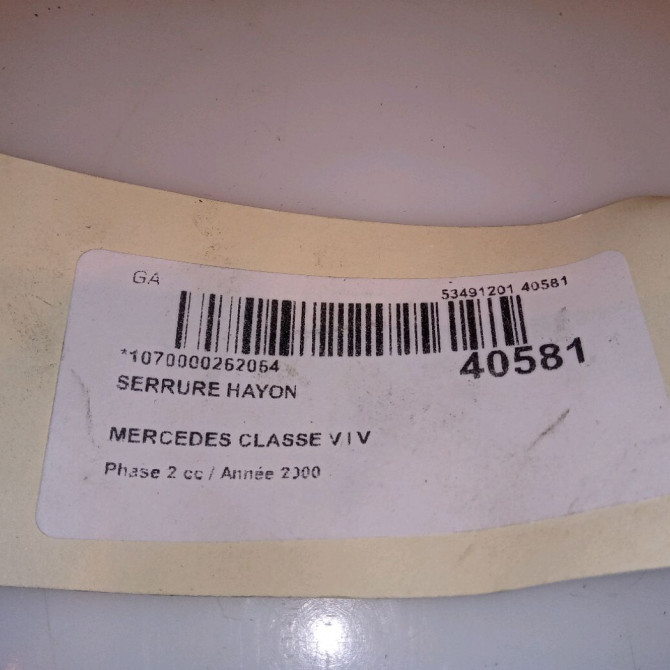 GA
53491201 40581
*1070000262064
40581
SERRURE HAYON
MERCEDES CLASSE V I V
Phase 2 cc / Année 2000